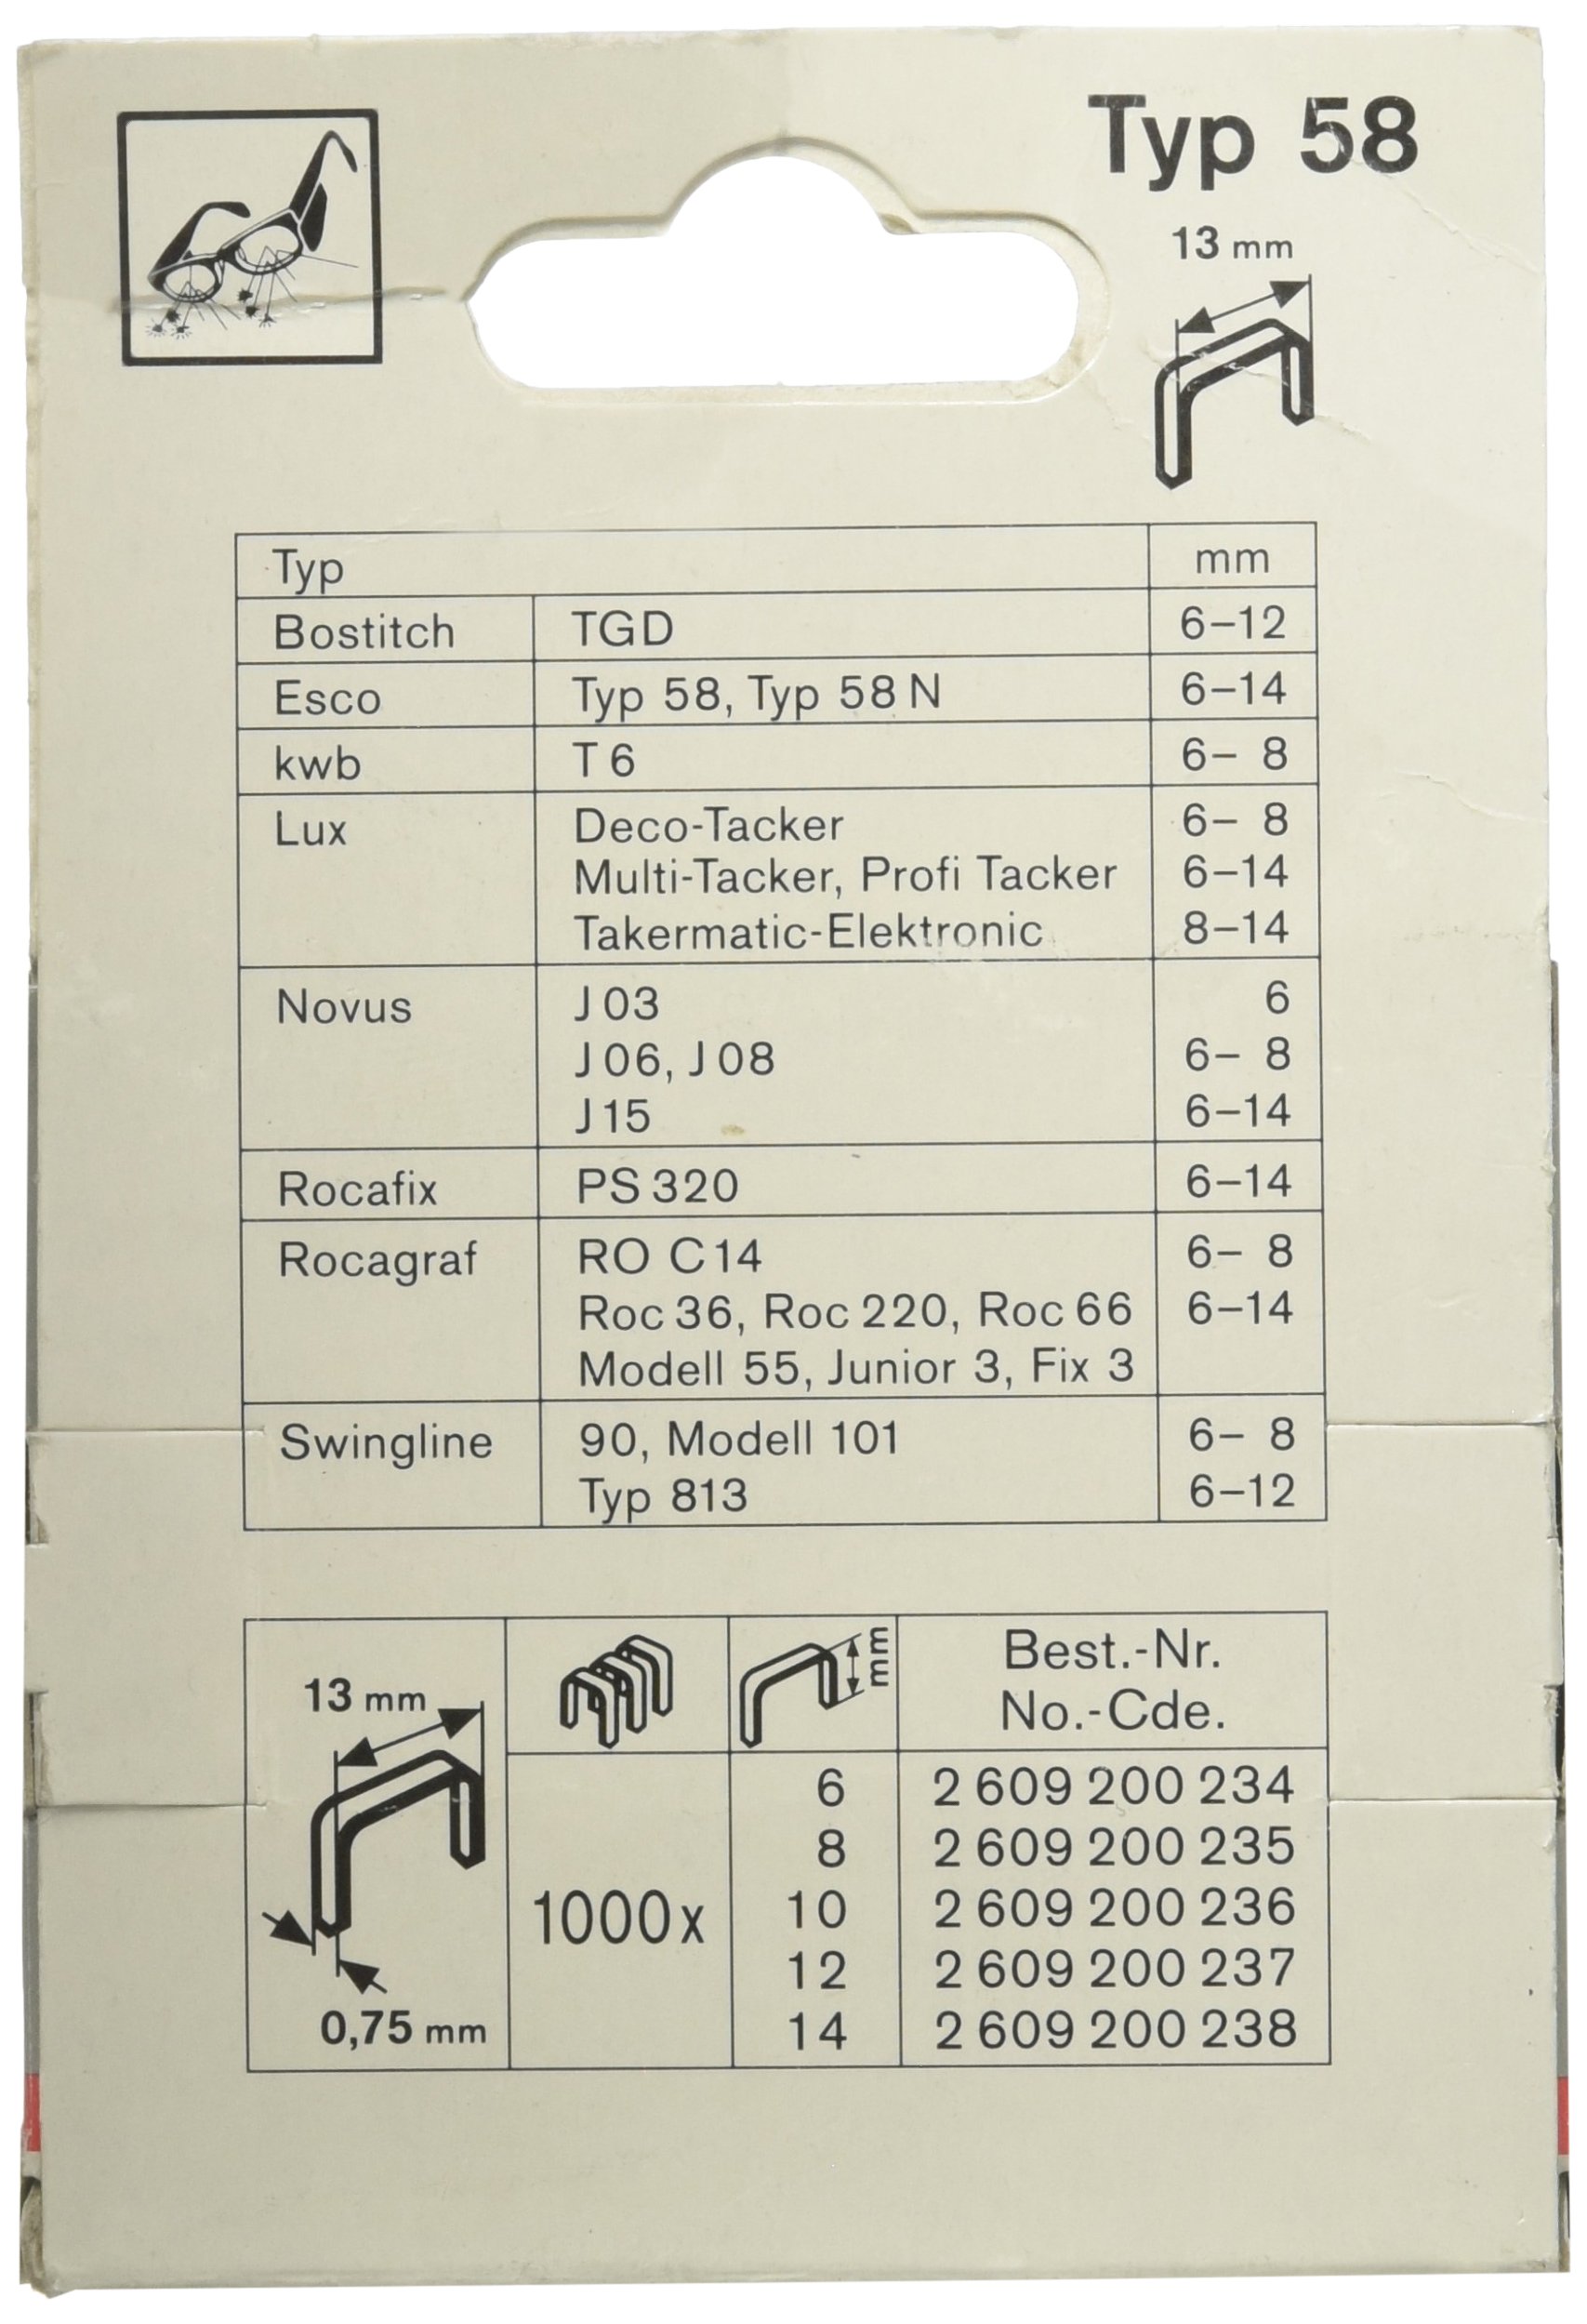 Typ 58
13 mm
Typ mm
Bostitch TGD 6–12
Esco Typ 58, Typ 58 N 6–14
kwb T 6 6– 8
Lux Deco-Tacker 6– 8
Multi-Tacker, Profi Tacker 6–14
Takermatic-Elektronic 8–14
Novus J 03 6
J 06, J 08 6– 8
J 15 6–14
Rocafix PS 320 6–14
Rocagraf RO C 14 6– 8
Roc 36, Roc 220, Roc 66 6–14
Modell 55, Junior 3, Fix 3
Swingline 90, Modell 101 6– 8
Typ 813 6–12
mm
Best.-Nr.
No.-Cde.
13 mm
6 2 609 200 234
8 2 609 200 235
1000 x 10 2 609 200 236
12 2 609 200 237
14 2 609 200 238
0,75 mm